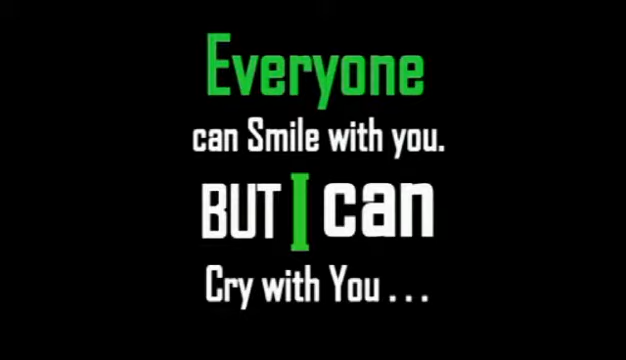 Everyone
can Smile with you.
BUT I can
Cry with You . . .